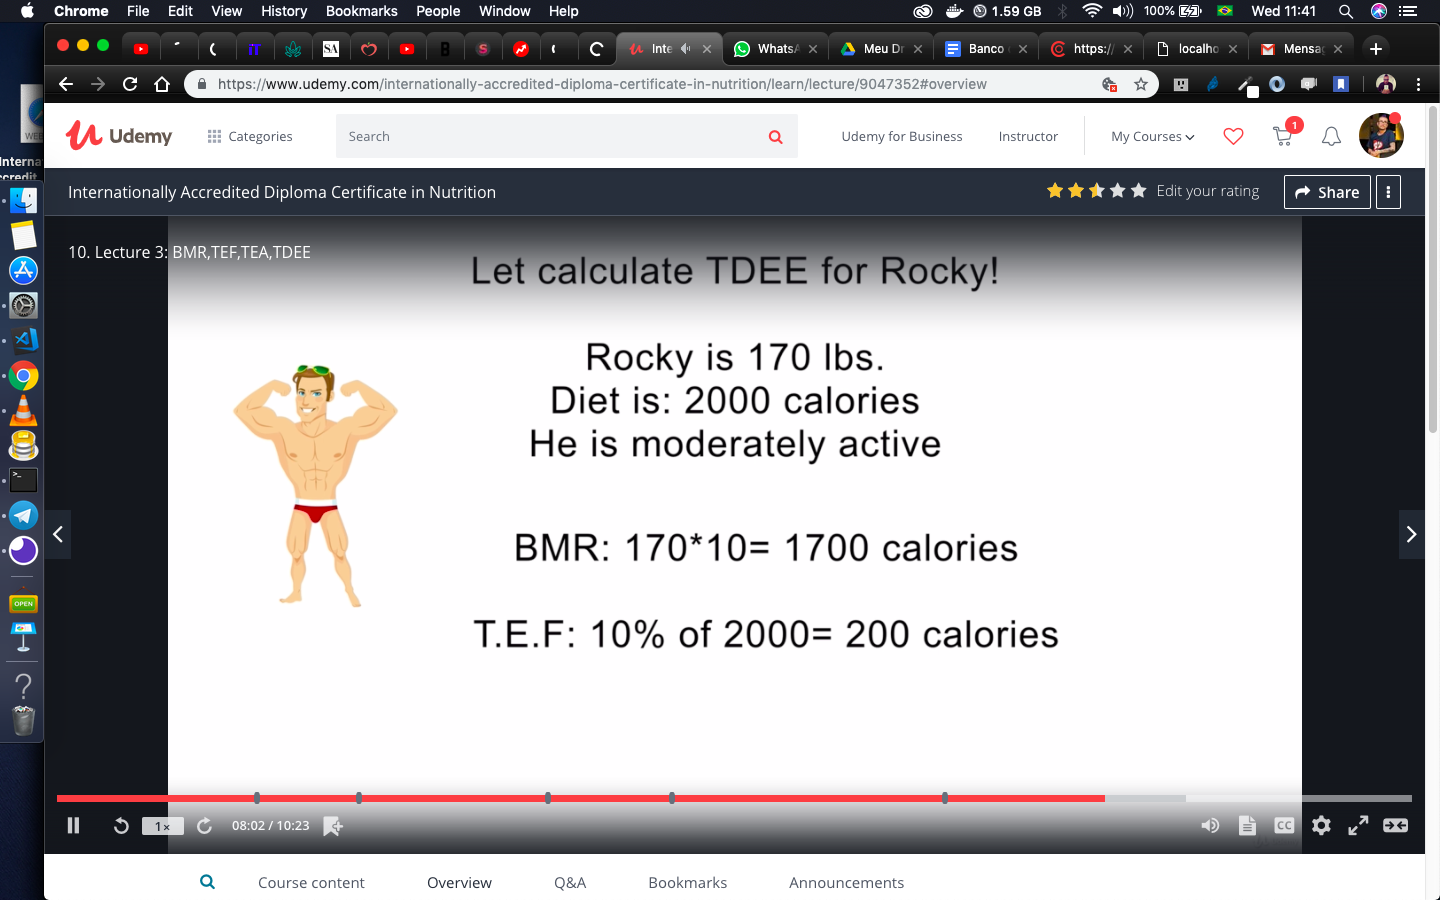 Chrome File Edit View History Bookmarks People Window Help 1.59 GB 100% Wed 11:41
SA B S Inte WhatsA Meu Dr Banco https:// localho Mensag
https://www.udemy.com/internationally-accredited-diploma-certificate-in-nutrition/learn/lecture/9047352#overview
Udemy Categories Search Udemy for Business Instructor My Courses 1
Interna
Internationally Accredited Diploma Certificate in Nutrition Edit your rating Share
10. Lecture 3: BMR,TEF,TEA,TDEE
Let calculate TDEE for Rocky!
Rocky is 170 lbs.
Diet is: 2000 calories
He is moderately active
BMR: 170*10= 1700 calories
T.E.F: 10% of 2000= 200 calories
OPEN
1x 08:02 / 10:23 CC
Course content Overview Q&A Bookmarks Announcements